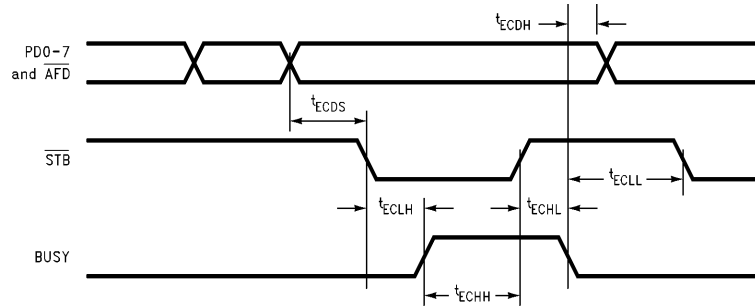 tECDH
PD0-7
and AFD
tECDS
STB
tECLL
tECLH
tECHL
BUSY
tECHH